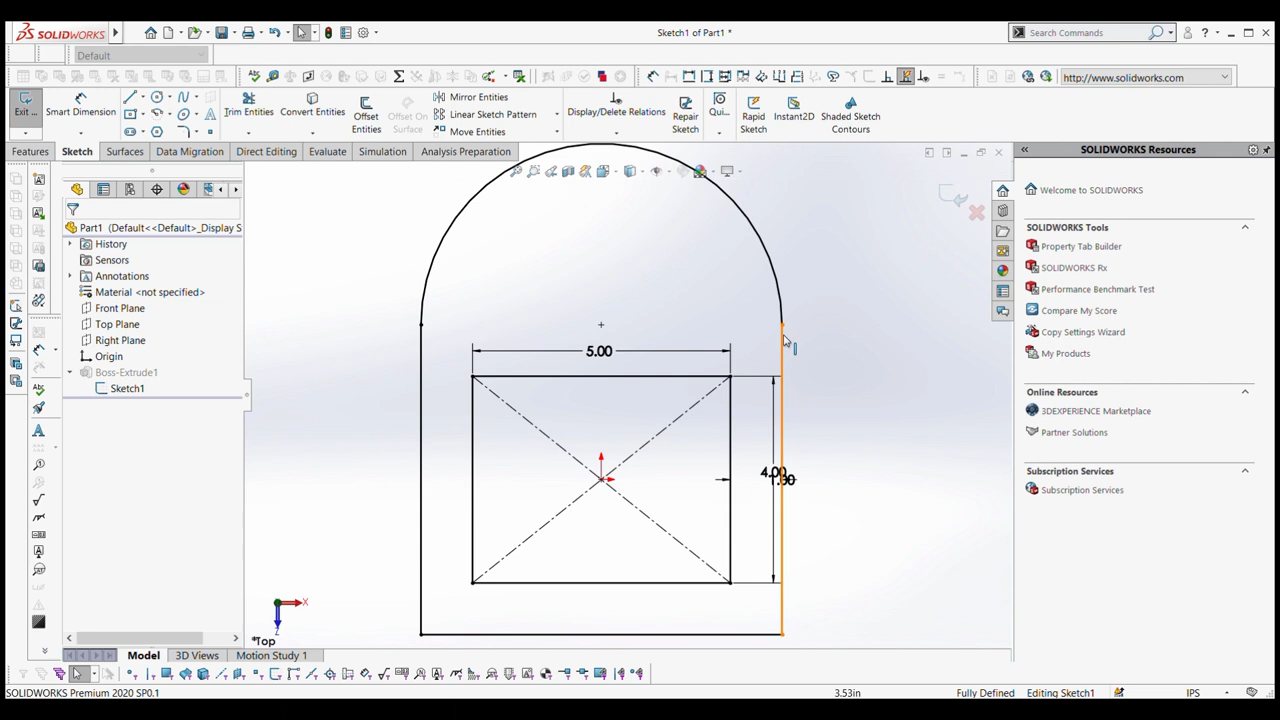 SOLIDWORKS
Sketch1 of Part1 *
Search Commands
Default
http://www.solidworks.com
Exit ...
Smart Dimension
Trim Entities
Convert Entities
Offset Entities
Offset On Surface
Mirror Entities
Linear Sketch Pattern
Move Entities
Display/Delete Relations
Repair Sketch
Qui...
Rapid Sketch
Instant2D
Shaded Sketch Contours
Features
Sketch
Surfaces
Data Migration
Direct Editing
Evaluate
Simulation
Analysis Preparation
SOLIDWORKS Resources
Part1 (Default<<Default>_Display S
History
Sensors
Annotations
Material <not specified>
Front Plane
Top Plane
Right Plane
Origin
Boss-Extrude1
Sketch1
Welcome to SOLIDWORKS
SOLIDWORKS Tools
Property Tab Builder
SOLIDWORKS Rx
Performance Benchmark Test
Compare My Score
Copy Settings Wizard
My Products
Online Resources
3DEXPERIENCE Marketplace
Partner Solutions
Subscription Services
Subscription Services
5.00
4.00
1.00
X
Z
*Top
Model
3D Views
Motion Study 1
SOLIDWORKS Premium 2020 SP0.1
3.53in
Fully Defined
Editing Sketch1
IPS